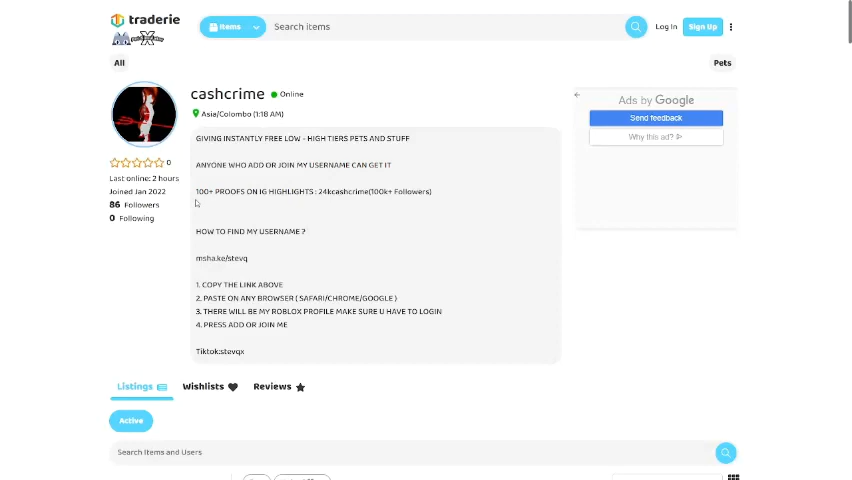 traderie
Items
Search items
Log In
Sign Up
All
Pets
cashcrime
Online
Asia/Colombo (1:18 AM)
GIVING INSTANTLY FREE LOW - HIGH TIERS PETS AND STUFF
ANYONE WHO ADD OR JOIN MY USERNAME CAN GET IT
100+ PROOFS ON IG HIGHLIGHTS : 24kcashcrime(100k+ Followers)
HOW TO FIND MY USERNAME ?
msha.ke/stevq
1. COPY THE LINK ABOVE
2. PASTE ON ANY BROWSER ( SAFARI/CHROME/GOOGLE )
3. THERE WILL BE MY ROBLOX PROFILE MAKE SURE U HAVE TO LOGIN
4. PRESS ADD OR JOIN ME
Tiktok:stevqx
0
Last online: 2 hours
Joined Jan 2022
86 Followers
0 Following
Ads by Google
Send feedback
Why this ad?
Listings
Wishlists
Reviews
Active
Search Items and Users